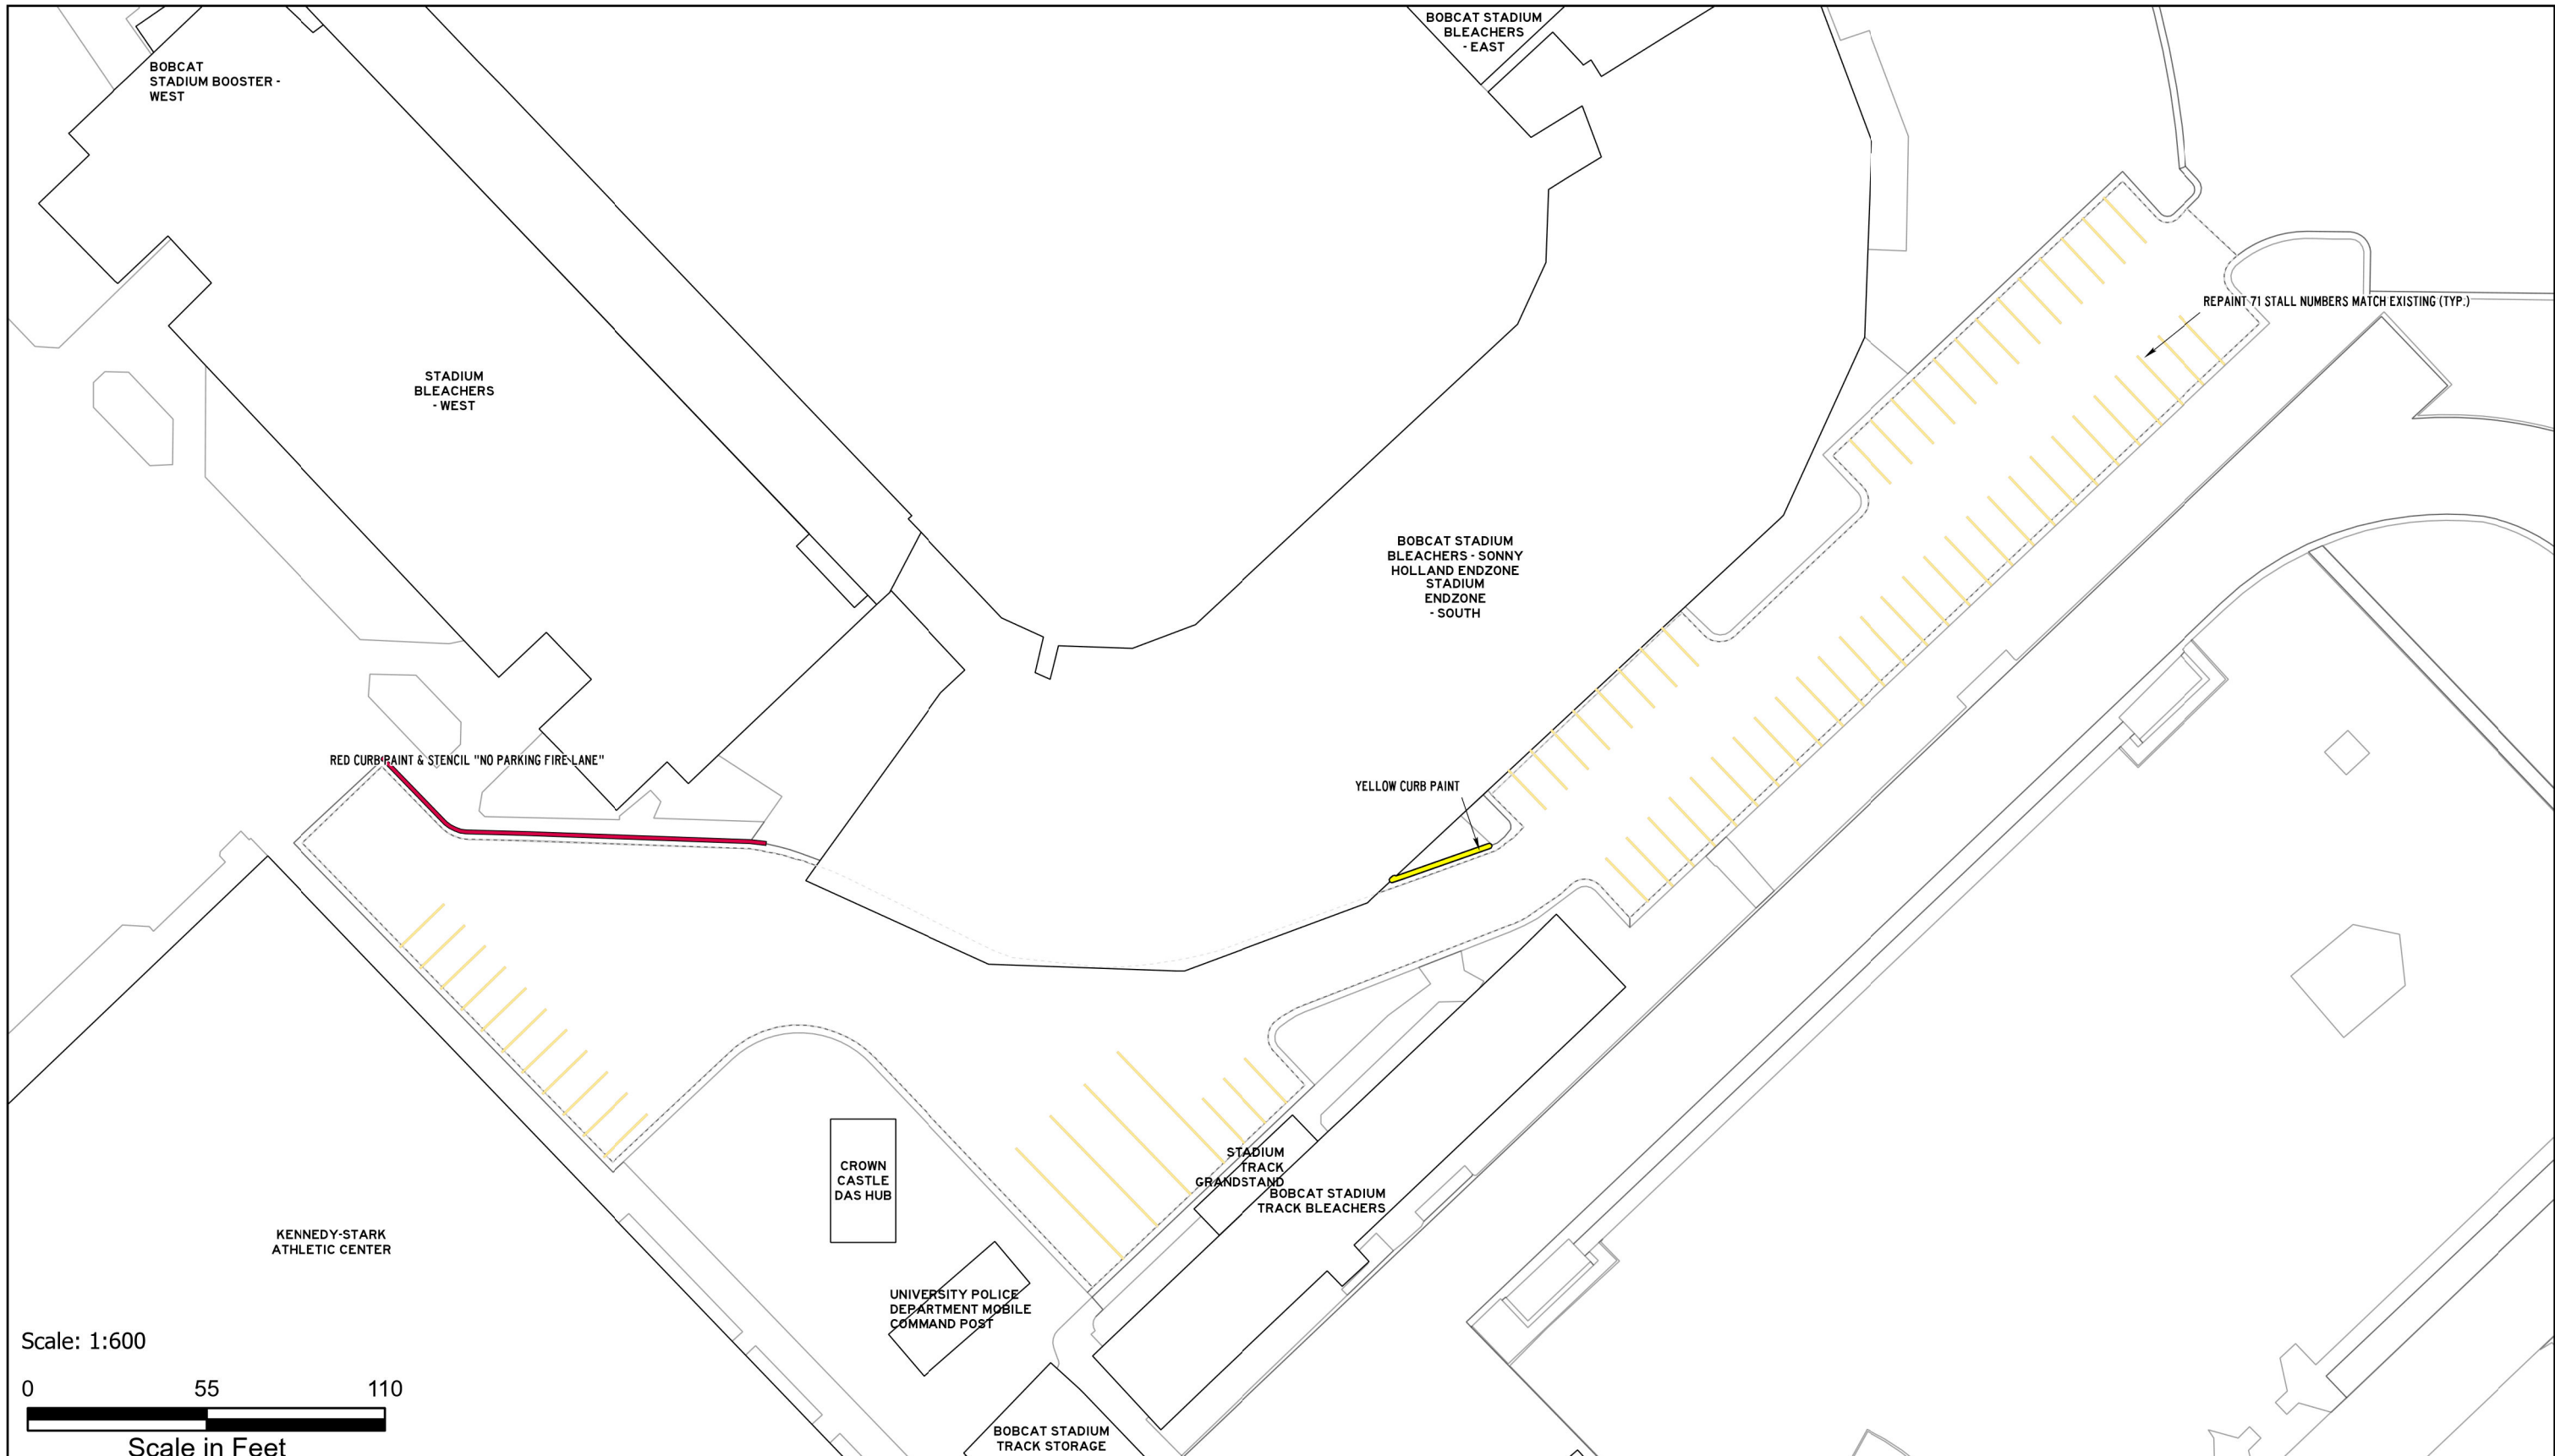 BOBCAT STADIUM
BLEACHERS
- EAST
BOBCAT
STADIUM BOOSTER -
WEST
REPAINT 71 STALL NUMBERS MATCH EXISTING (TYP.)
STADIUM
BLEACHERS
- WEST
BOBCAT STADIUM
BLEACHERS - SONNY
HOLLAND ENDZONE
STADIUM
ENDZONE
- SOUTH
RED CURB PAINT & STENCIL "NO PARKING FIRE LANE"
YELLOW CURB PAINT
STADIUM
TRACK
GRANDSTAND
BOBCAT STADIUM
TRACK BLEACHERS
CROWN
CASTLE
DAS HUB
KENNEDY-STARK
ATHLETIC CENTER
UNIVERSITY POLICE
DEPARTMENT MOBILE
COMMAND POST
Scale: 1:600
0 55 110
Scale in Feet
BOBCAT STADIUM
TRACK STORAGE